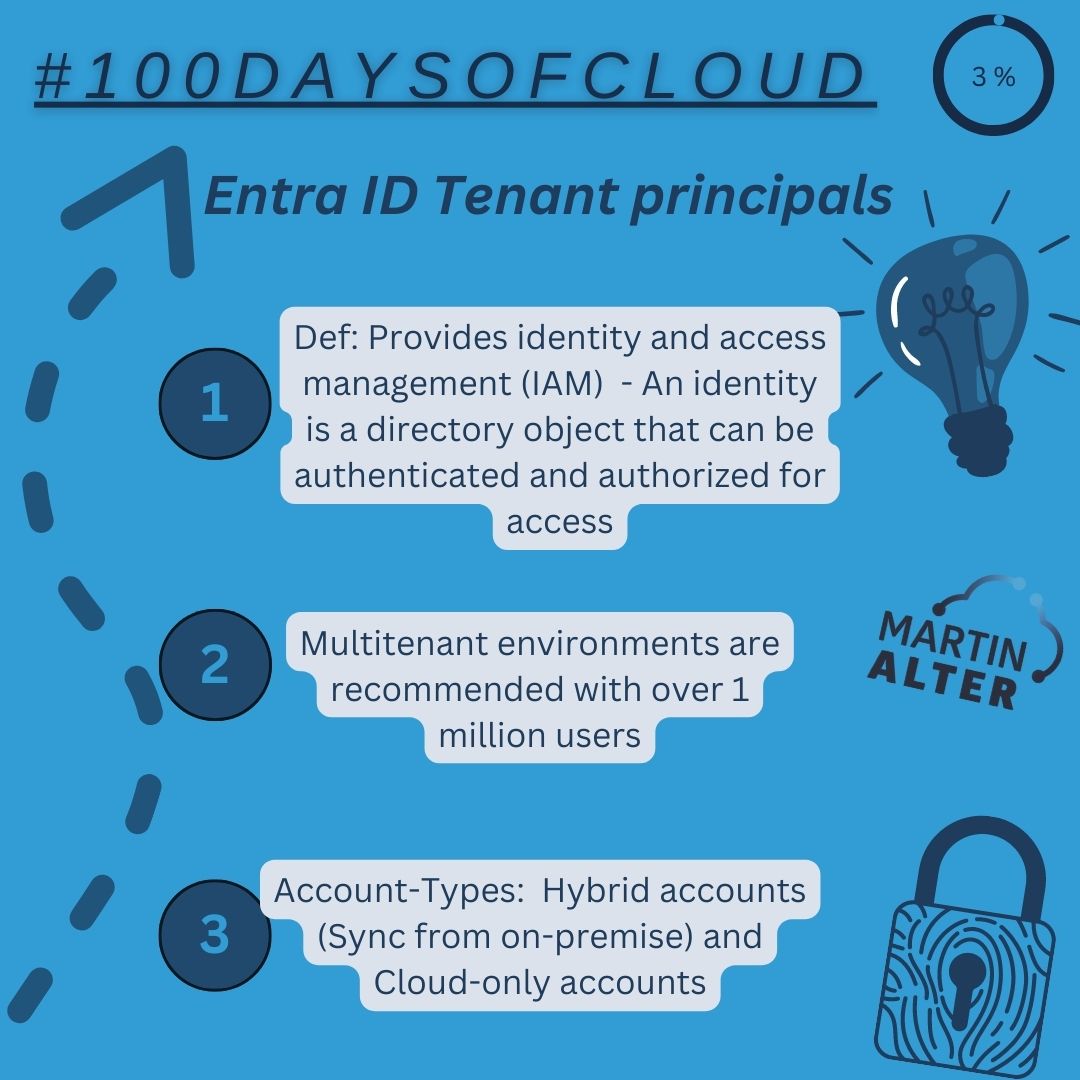 #100DAYSOFCLOUD
3 %
Entra ID Tenant principals
1
Def: Provides identity and access
management (IAM)  - An identity
is a directory object that can be
authenticated and authorized for
access
2
Multitenant environments are
recommended with over 1
million users
MARTIN
ALTER
3
Account-Types:  Hybrid accounts
(Sync from on-premise) and
Cloud-only accounts